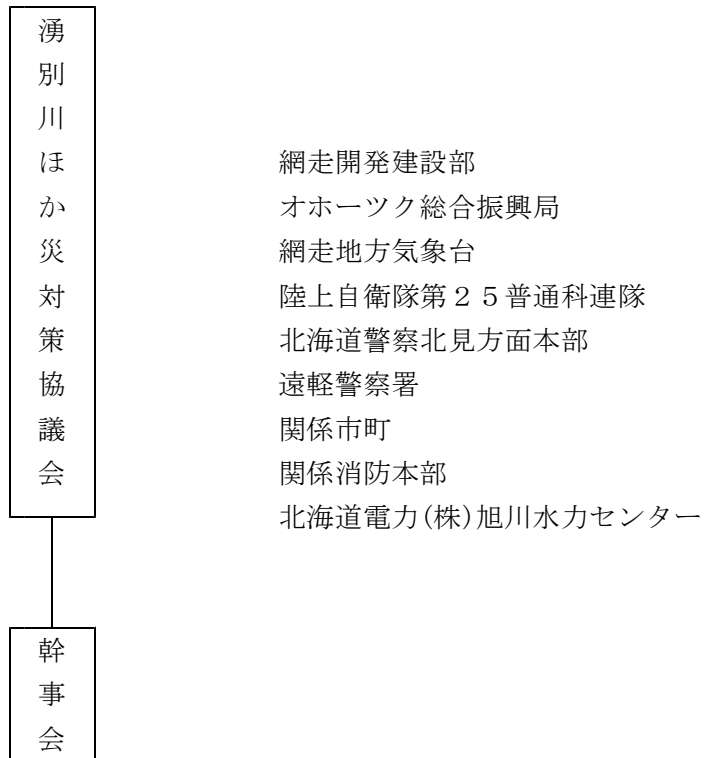 湧別川ほか災対策協議会
網走開発建設部
オホーツク総合振興局
網走地方気象台
陸上自衛隊第２５普通科連隊
北海道警察北見方面本部
遠軽警察署
関係市町
関係消防本部
北海道電力(株)旭川水力センター
幹事会